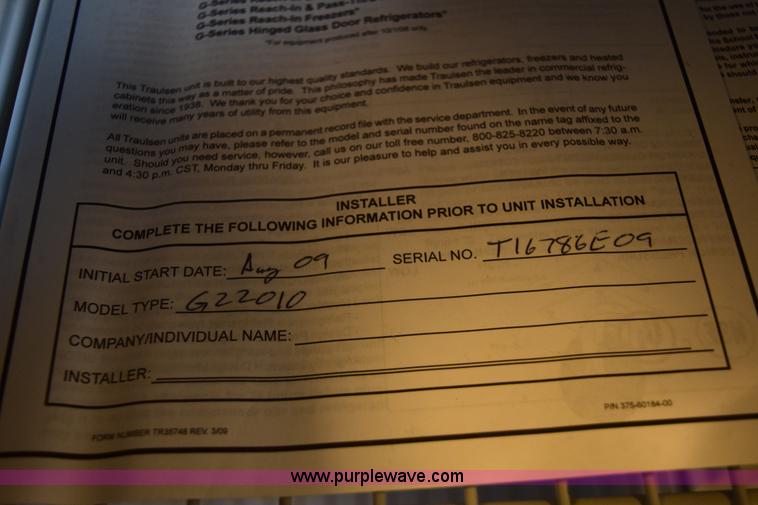 G-Series Reach-in & Pass-Thru
G-Series Reach-in Freezers*
G-Series Hinged Glass Door Refrigerators*
*For equipment produced after 10/1/08 only.
This Traulsen unit is built to our highest quality standards. We build our refrigerators, freezers and heated
cabinets this way as a matter of pride. This philosophy has made Traulsen the leader in commercial refrig-
eration since 1938. We thank you for your choice and confidence in Traulsen equipment and we know you
will receive many years of utility from this equipment.
All Traulsen units are placed on a permanent record file with the service department. In the event of any future
questions you may have, please refer to the model and serial number found on the name tag affixed to the
unit. Should you need service, however, call us on our toll free number, 800-825-8220 between 7:30 a.m.
and 4:30 p.m. CST, Monday thru Friday. It is our pleasure to help and assist you in every possible way.
INSTALLER
COMPLETE THE FOLLOWING INFORMATION PRIOR TO UNIT INSTALLATION
INITIAL START DATE: Aug 09 SERIAL NO. T16786E09
MODEL TYPE: G22010
COMPANY/INDIVIDUAL NAME:
INSTALLER:
FORM NUMBER TR35748 REV. 3/09 P/N 375-60184-00
www.purplewave.com